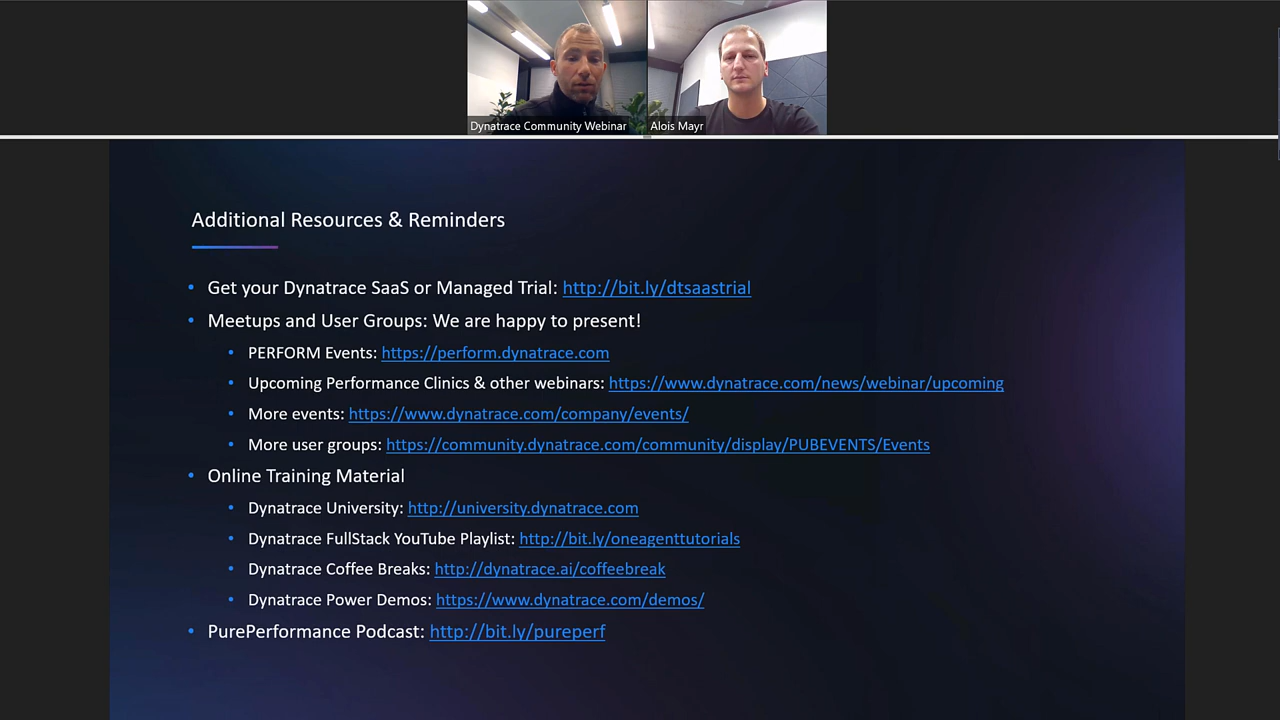 Dynatrace Community Webinar
Alois Mayr
Additional Resources & Reminders
• Get your Dynatrace SaaS or Managed Trial: http://bit.ly/dtsaastrial
• Meetups and User Groups: We are happy to present!
• PERFORM Events: https://perform.dynatrace.com
• Upcoming Performance Clinics & other webinars: https://www.dynatrace.com/news/webinar/upcoming
• More events: https://www.dynatrace.com/company/events/
• More user groups: https://community.dynatrace.com/community/display/PUBEVENTS/Events
• Online Training Material
• Dynatrace University: http://university.dynatrace.com
• Dynatrace FullStack YouTube Playlist: http://bit.ly/oneagenttutorials
• Dynatrace Coffee Breaks: http://dynatrace.ai/coffeebreak
• Dynatrace Power Demos: https://www.dynatrace.com/demos/
• PurePerformance Podcast: http://bit.ly/pureperf